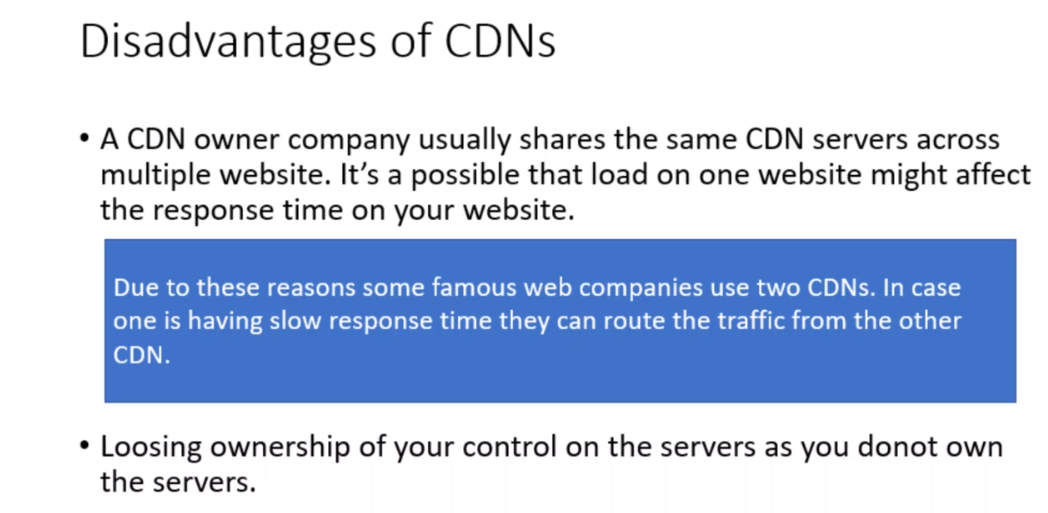 Disadvantages of CDNs
• A CDN owner company usually shares the same CDN servers across
multiple website. It's a possible that load on one website might affect
the response time on your website.
Due to these reasons some famous web companies use two CDNs. In case
one is having slow response time they can route the traffic from the other
CDN.
• Loosing ownership of your control on the servers as you donot own
the servers.